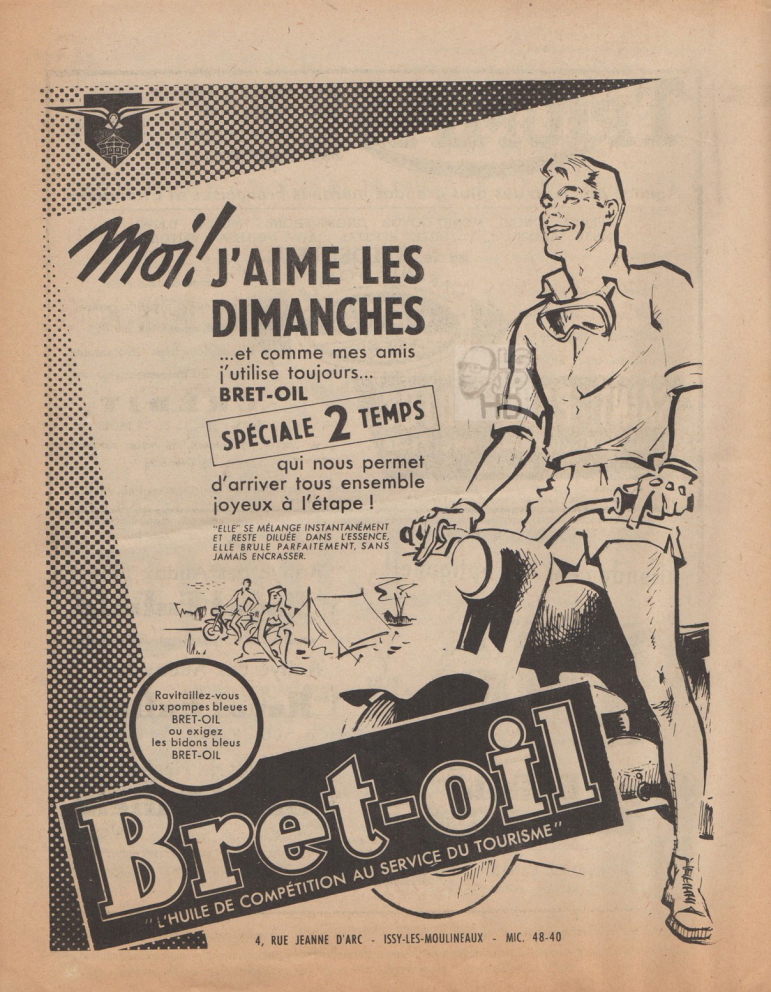 Moi! J'AIME LES
DIMANCHES
...et comme mes amis
j'utilise toujours...
BRET-OIL
SPÉCIALE 2 TEMPS
qui nous permet
d'arriver tous ensemble
joyeux à l'étape !
"ELLE" SE MÉLANGE INSTANTANÉMENT
ET RESTE DILUÉE DANS L'ESSENCE,
ELLE BRULE PARFAITEMENT, SANS
JAMAIS ENCRASSER.
HD
Ravitaillez-vous
aux pompes bleues
BRET-OIL
ou exigez
les bidons bleus
BRET-OIL
Bret-oil
"L'HUILE DE COMPÉTITION AU SERVICE DU TOURISME"
4, RUE JEANNE D'ARC - ISSY-LES-MOULINEAUX - MIC. 48-40